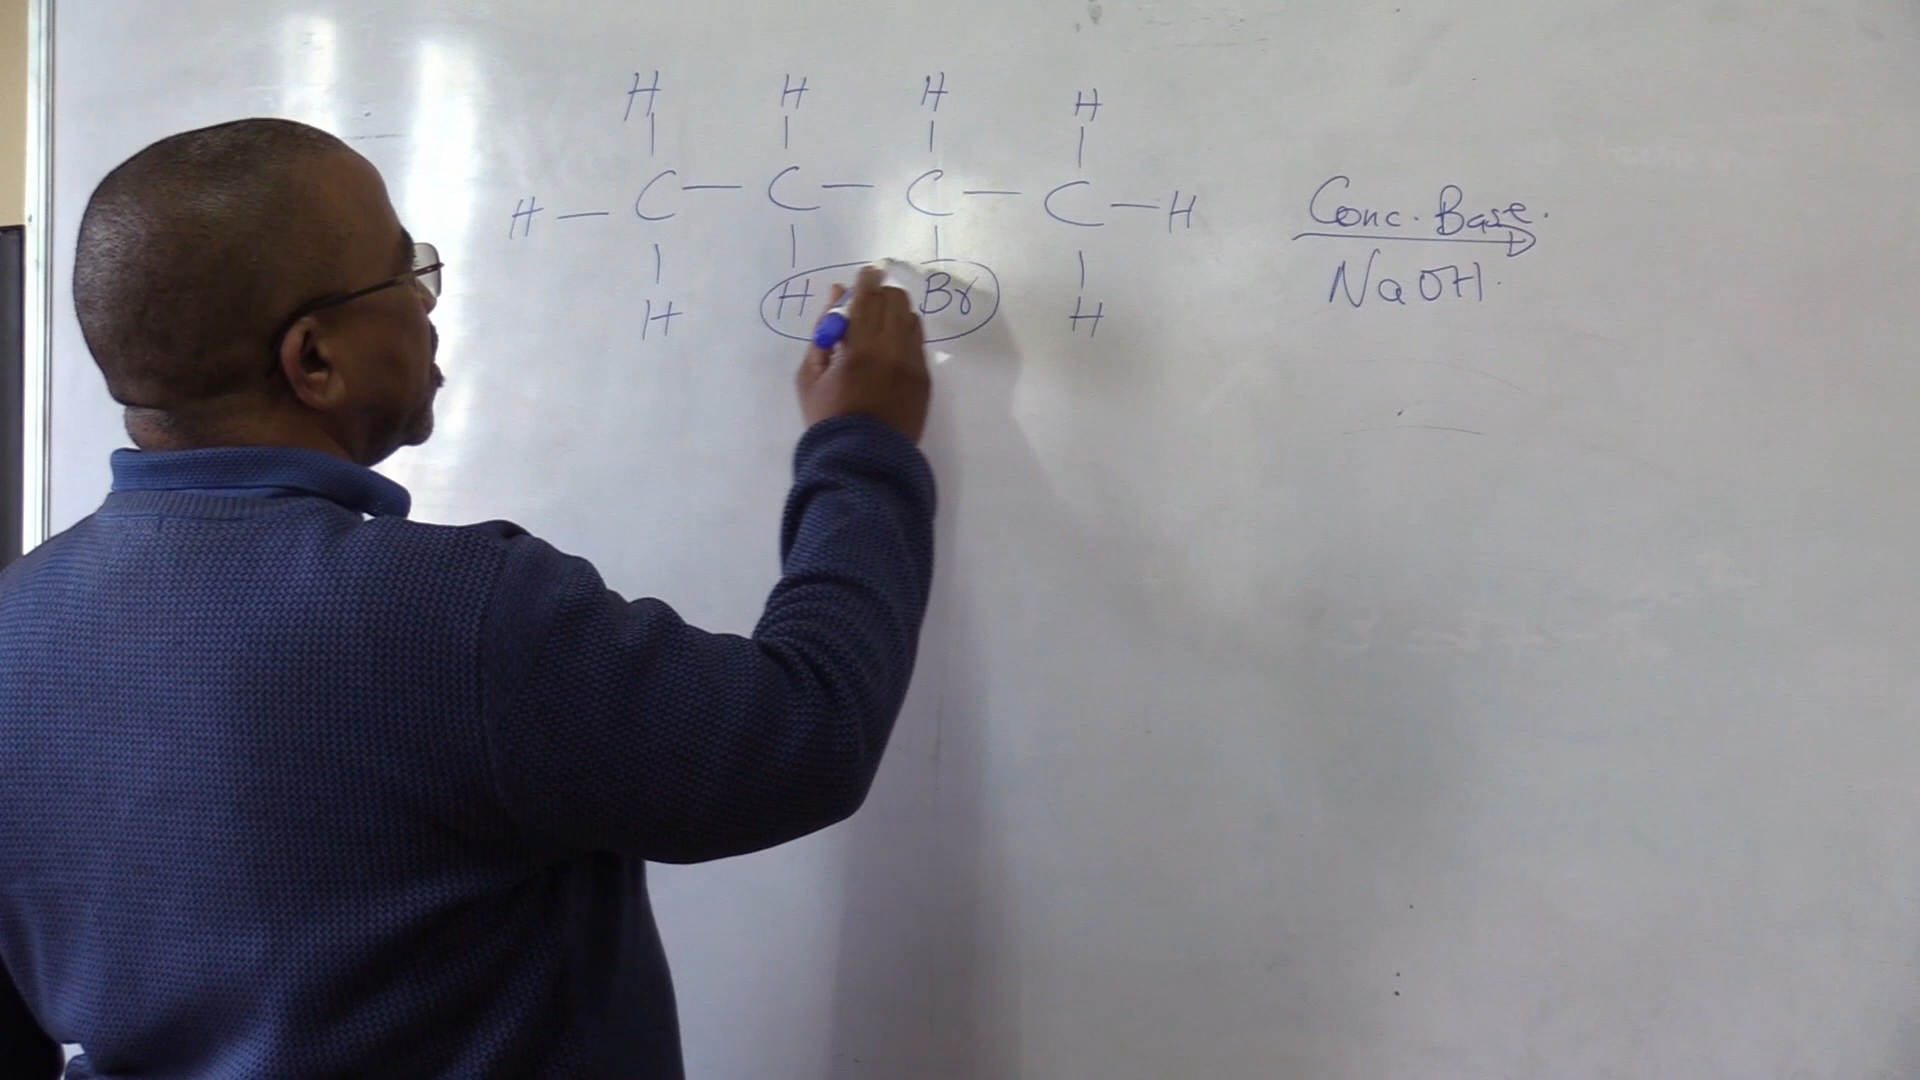 H H H H
H — C — C — C — C — H
H H Br H
Conc. Base.
NaOH.